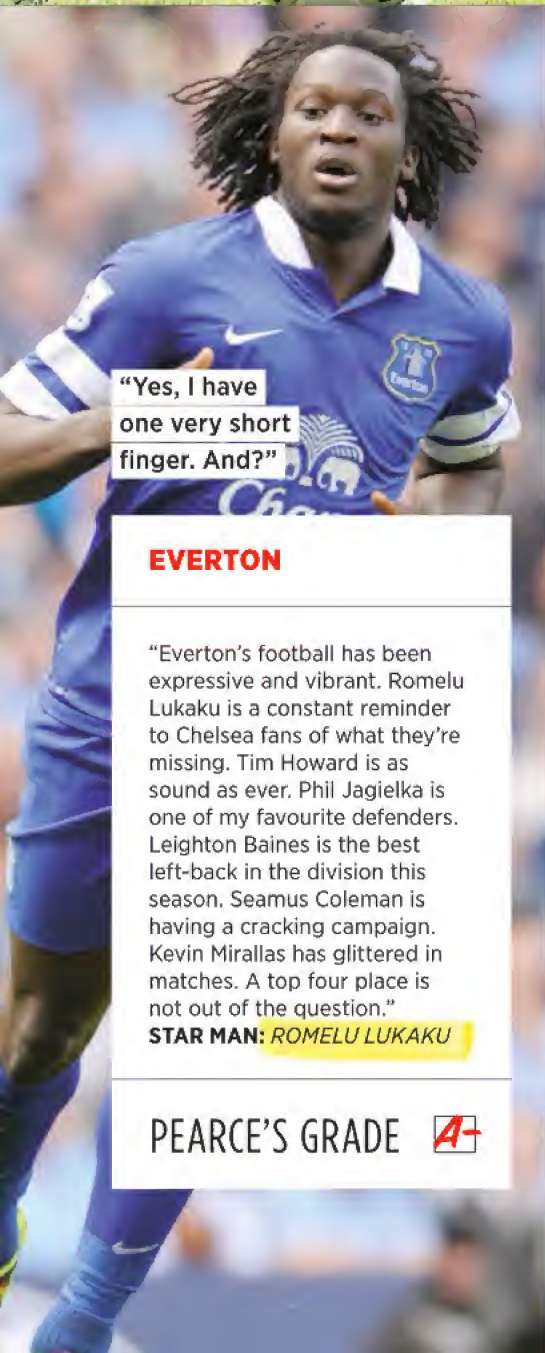 Everton
“Yes, I have
one very short
finger. And?”
Chan
EVERTON
“Everton’s football has been
expressive and vibrant. Romelu
Lukaku is a constant reminder
to Chelsea fans of what they’re
missing. Tim Howard is as
sound as ever. Phil Jagielka is
one of my favourite defenders.
Leighton Baines is the best
left-back in the division this
season. Seamus Coleman is
having a cracking campaign.
Kevin Mirallas has glittered in
matches. A top four place is
not out of the question.”
STAR MAN: ROMELU LUKAKU
PEARCE’S GRADE A-